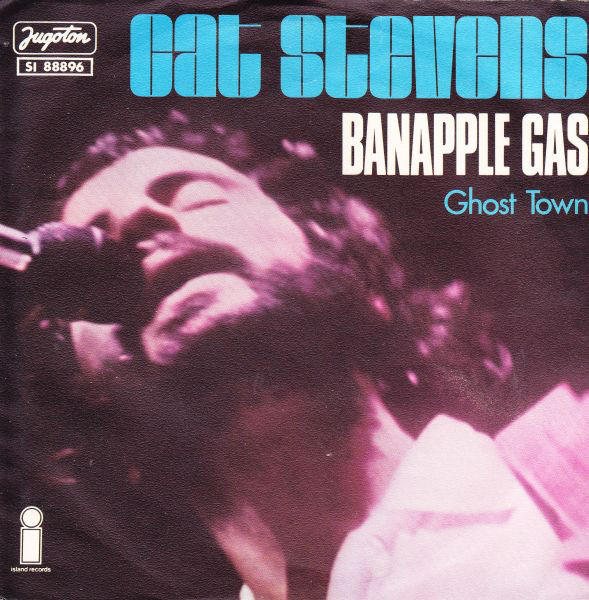 Jugoton
SI 88896
Cat Stevens
BANAPPLE GAS
Ghost Town
i
island records